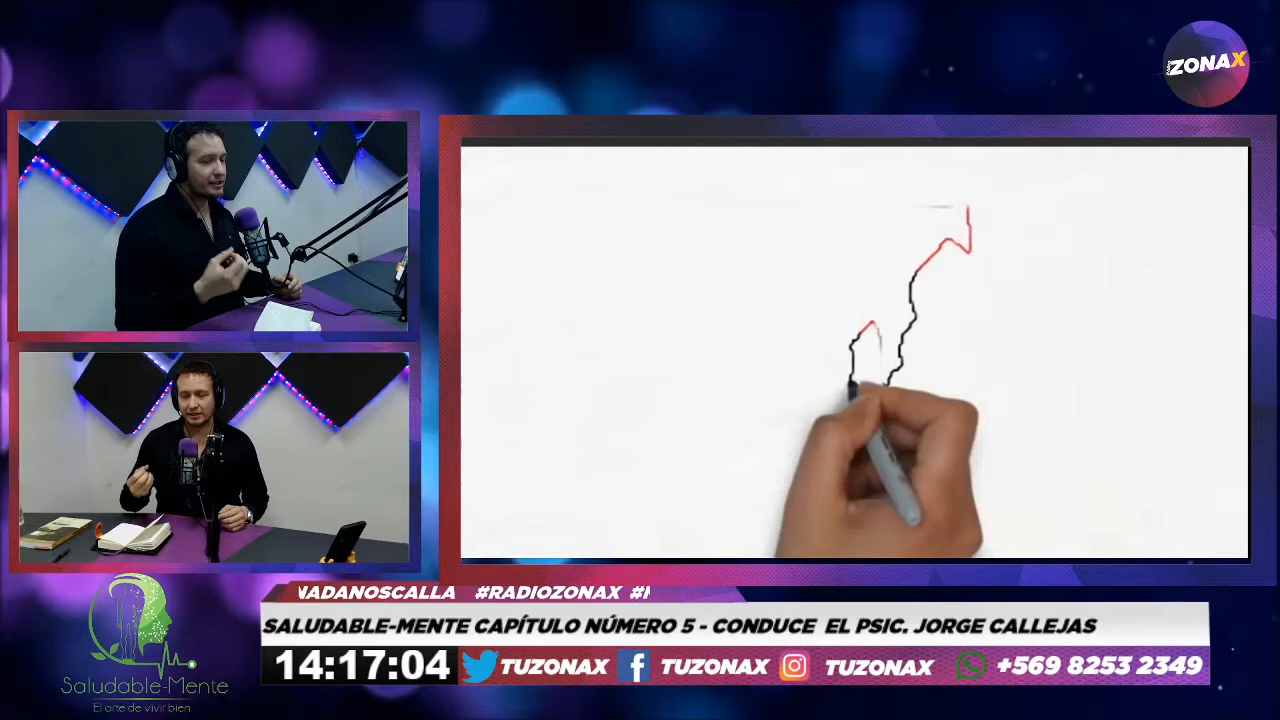 ZONAX
NADANOSCALLA #RADIOZONAX
SALUDABLE-MENTE CAPÍTULO NÚMERO 5 - CONDUCE EL PSIC. JORGE CALLEJAS
14:17:04 TUZONAX TUZONAX TUZONAX +569 8253 2349
Saludable-Mente
El arte de vivir bien